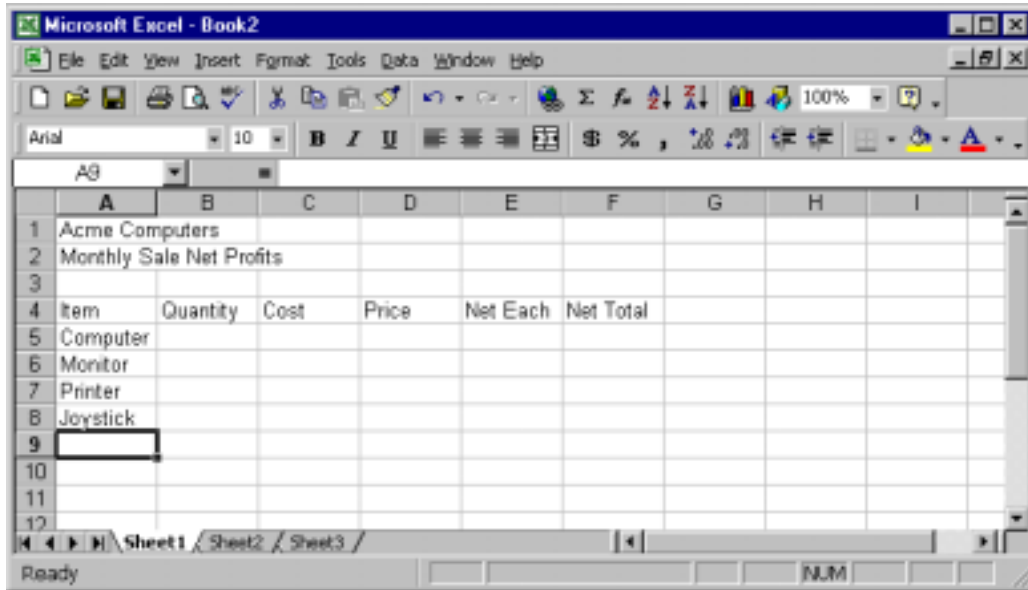 Microsoft Excel - Book2
File Edit View Insert Format Tools Data Window Help
100%
Arial 10 B I U $ % ,
A9 =
A B C D E F G H I
1 Acme Computers
2 Monthly Sale Net Profits
3
4 Item Quantity Cost Price Net Each Net Total
5 Computer
6 Monitor
7 Printer
8 Joystick
9
10
11
12
Sheet1 Sheet2 Sheet3
Ready NUM